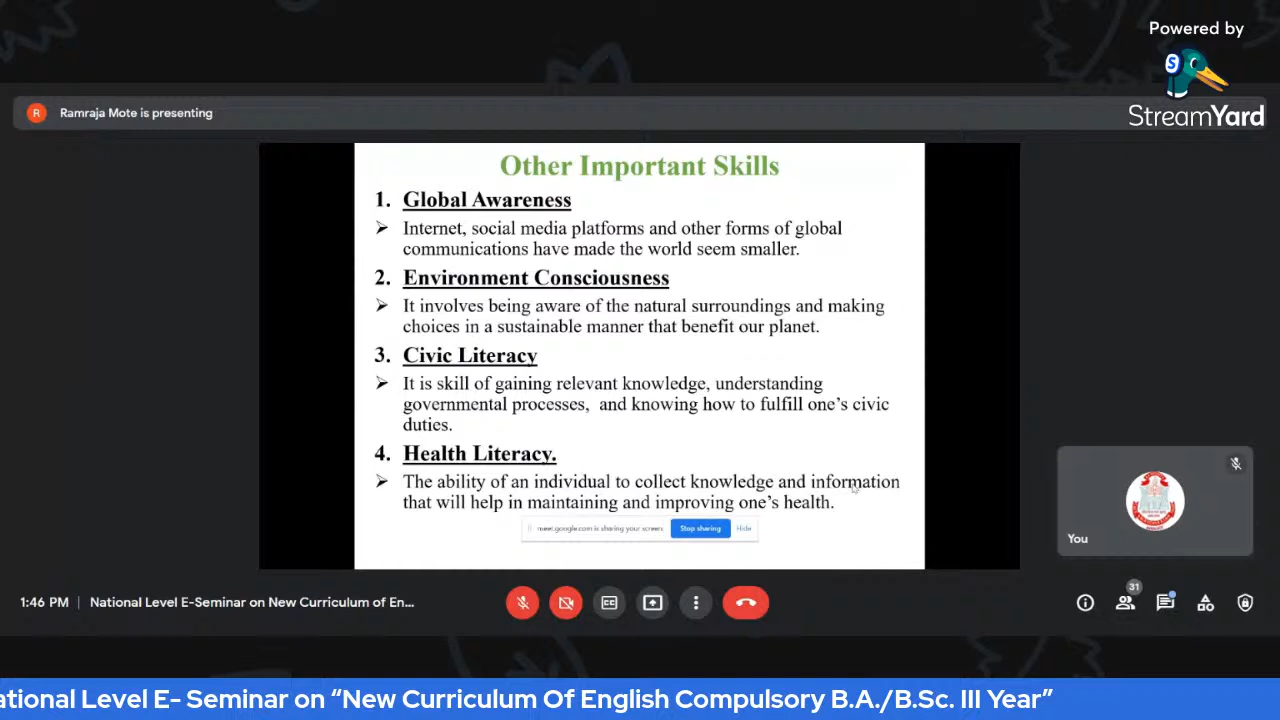 Powered by
StreamYard
R
Ramraja Mote is presenting
Other Important Skills
1. Global Awareness
➢ Internet, social media platforms and other forms of global
communications have made the world seem smaller.
2. Environment Consciousness
➢ It involves being aware of the natural surroundings and making
choices in a sustainable manner that benefit our planet.
3. Civic Literacy
➢ It is skill of gaining relevant knowledge, understanding
governmental processes, and knowing how to fulfill one's civic
duties.
4. Health Literacy.
➢ The ability of an individual to collect knowledge and information
that will help in maintaining and improving one's health.
meet.google.com is sharing your screen. Stop sharing Hide
You
1:46 PM | National Level E-Seminar on New Curriculum of En...
CC
31
ational Level E- Seminar on “New Curriculum Of English Compulsory B.A./B.Sc. III Year”